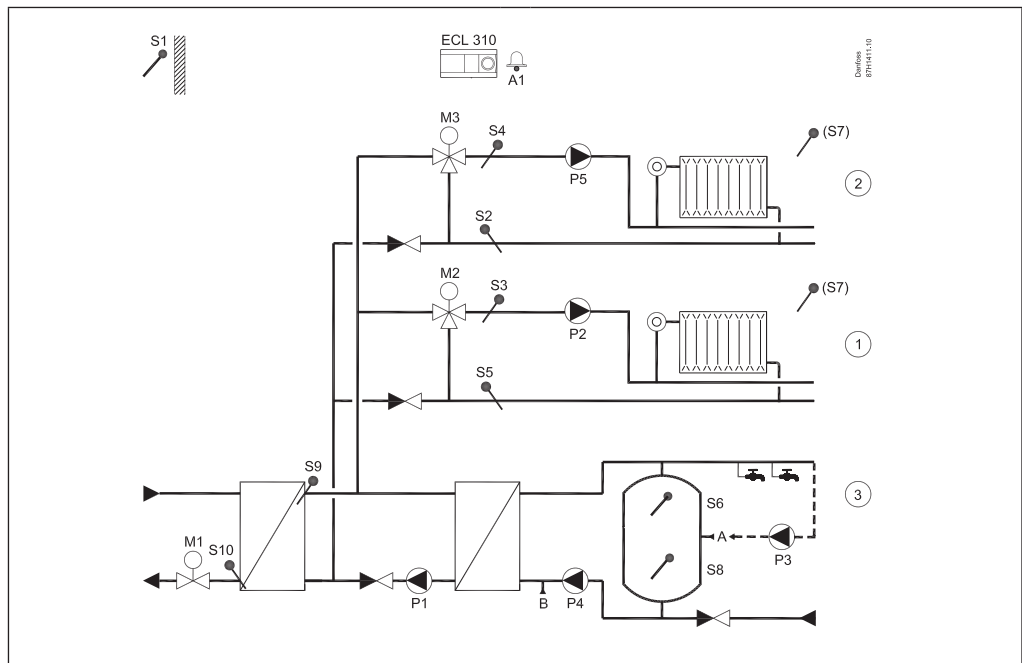 S1
ECL 310
A1
Danfoss
87H1411.10
M3
S4
(S7)
P5
2
S2
M2
S3
(S7)
P2
1
S5
S9
S6
3
A
M1
S10
S8
P3
P1
B
P4